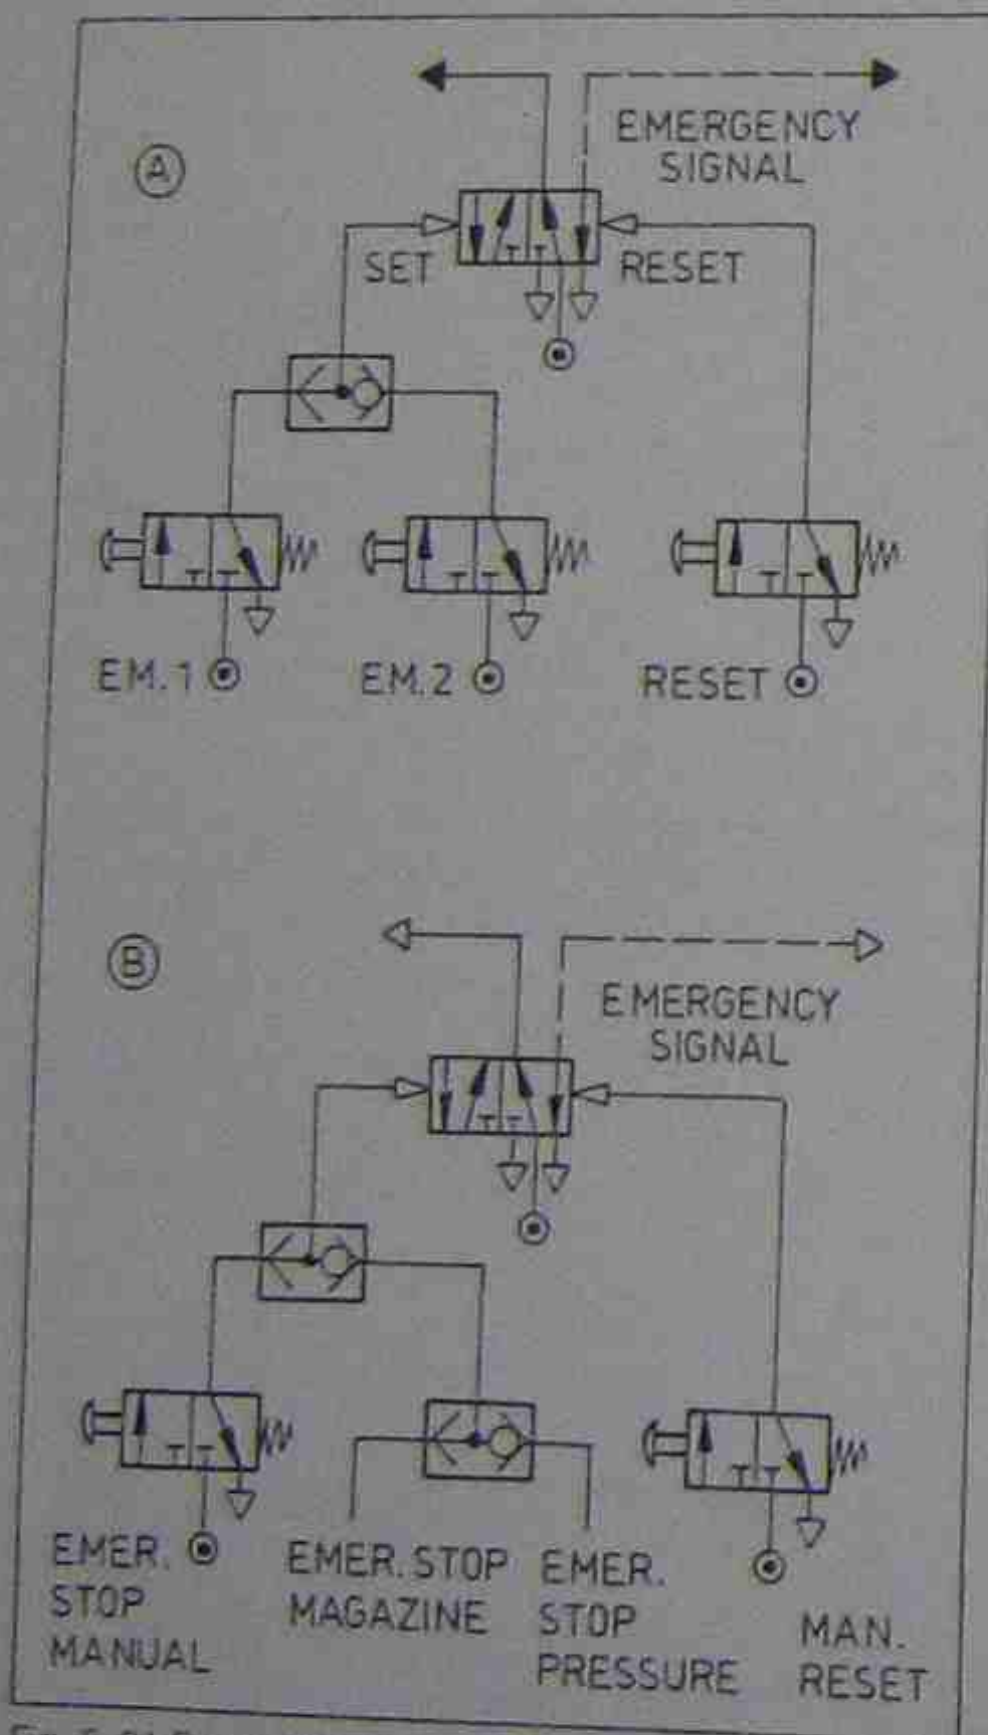 A
EMERGENCY
SIGNAL
SET
RESET
EM.1
EM.2
RESET
B
EMERGENCY
SIGNAL
EMER.
STOP
MANUAL
EMER. STOP
MAGAZINE
EMER.
STOP
PRESSURE
MAN.
RESET